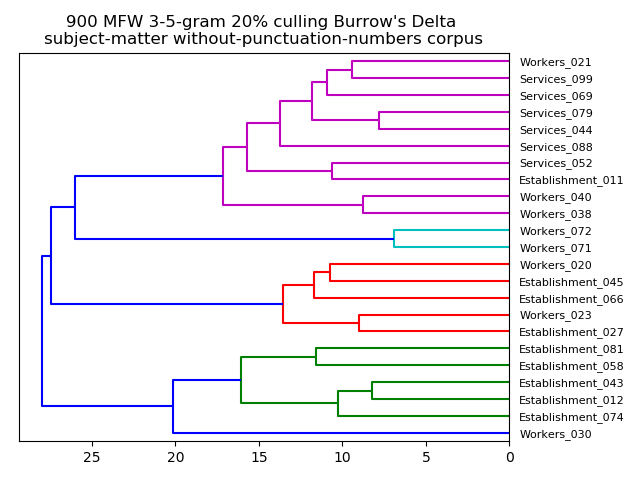 900 MFW 3-5-gram 20% culling Burrow's Delta
subject-matter without-punctuation-numbers corpus
Workers_021
Services_099
Services_069
Services_079
Services_044
Services_088
Services_052
Establishment_011
Workers_040
Workers_038
Workers_072
Workers_071
Workers_020
Establishment_045
Establishment_066
Workers_023
Establishment_027
Establishment_081
Establishment_058
Establishment_043
Establishment_012
Establishment_074
Workers_030
25 20 15 10 5 0